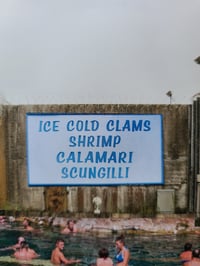 ICE COLD CLAMS
SHRIMP
CALAMARI
SCUNGILLI